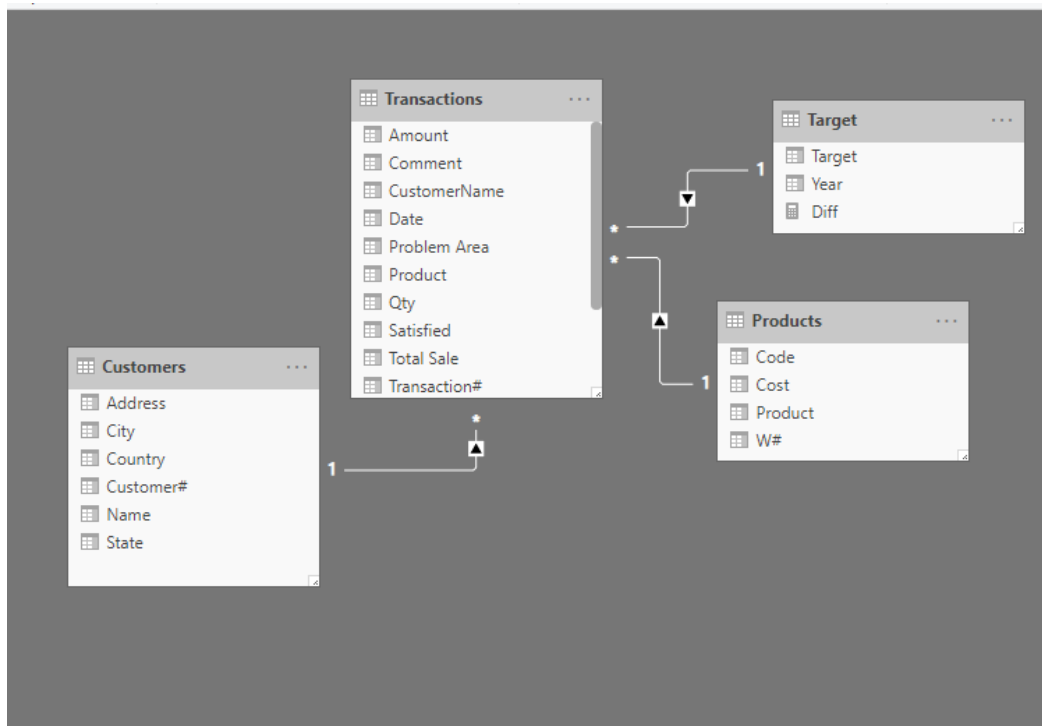 Transactions
Amount
Comment
CustomerName
Date
Problem Area
Product
Qty
Satisfied
Total Sale
Transaction#
Target
Target
Year
Diff
Products
Code
Cost
Product
W#
Customers
Address
City
Country
Customer#
Name
State
1
*
*
1
*
1